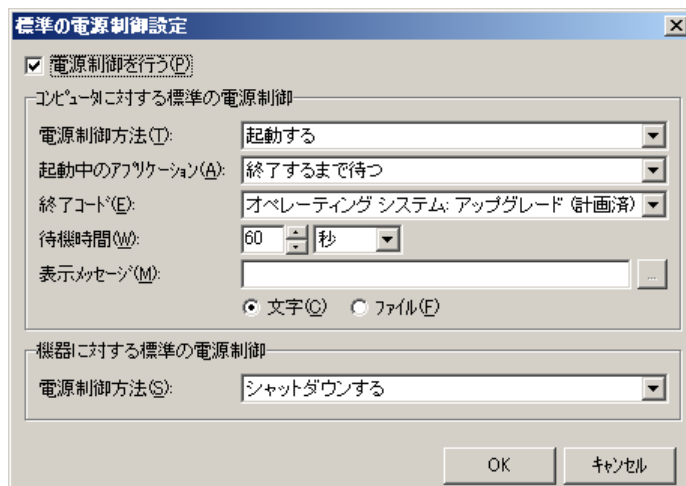 標準の電源制御設定
電源制御を行う(P)
コンピュータに対する標準の電源制御
電源制御方法(T): 起動する
起動中のアプリケーション(A): 終了するまで待つ
終了コード(E): オペレーティング システム: アップグレード (計画済)
待機時間(W): 60 秒
表示メッセージ(M): ...
文字(C) ファイル(F)
機器に対する標準の電源制御
電源制御方法(S): シャットダウンする
OK キャンセル